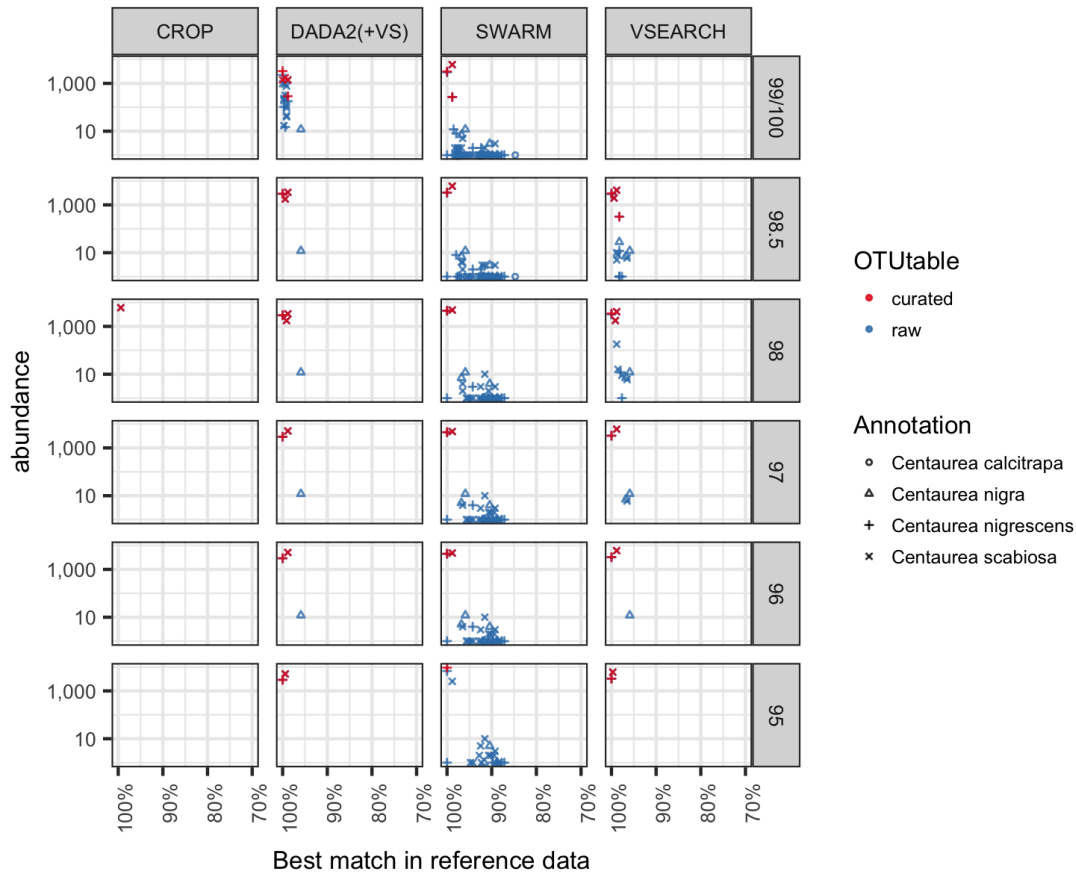 CROP DADA2(+VS) SWARM VSEARCH
1,000
10
99/100
1,000
10
98.5
1,000
10
98
1,000
10
97
1,000
10
96
1,000
10
95
abundance
100% 90% 80% 70% 100% 90% 80% 70% 100% 90% 80% 70% 100% 90% 80% 70%
Best match in reference data
OTUtable
curated
raw
Annotation
Centaurea calcitrapa
Centaurea nigra
Centaurea nigrescens
Centaurea scabiosa